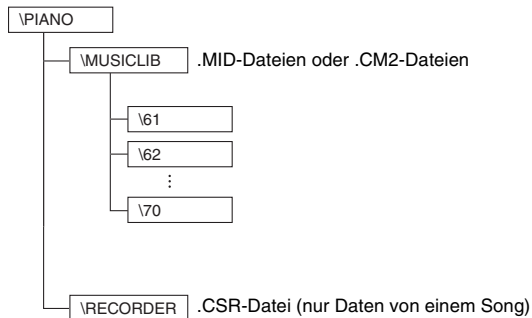 \PIANO
\MUSICLIB .MID-Dateien oder .CM2-Dateien
\61
\62
⋮
\70
\RECORDER .CSR-Datei (nur Daten von einem Song)